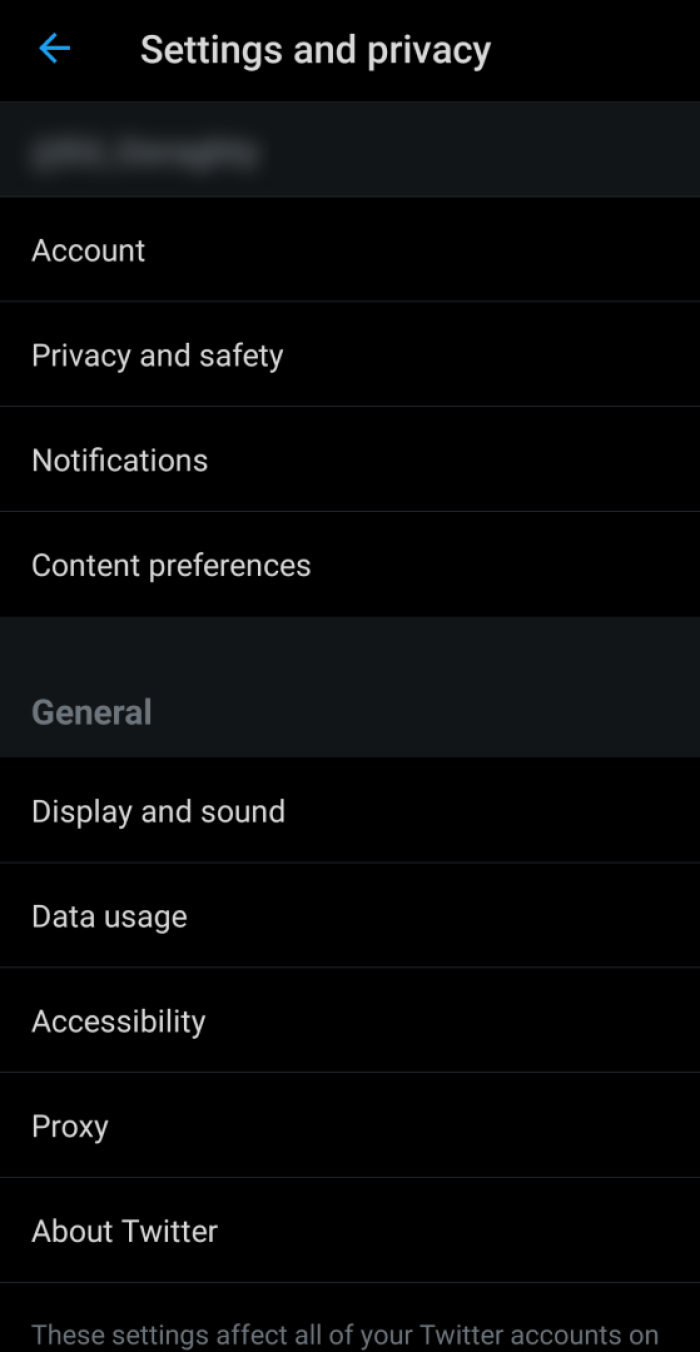 Settings and privacy
Account
Privacy and safety
Notifications
Content preferences
General
Display and sound
Data usage
Accessibility
Proxy
About Twitter
These settings affect all of your Twitter accounts on